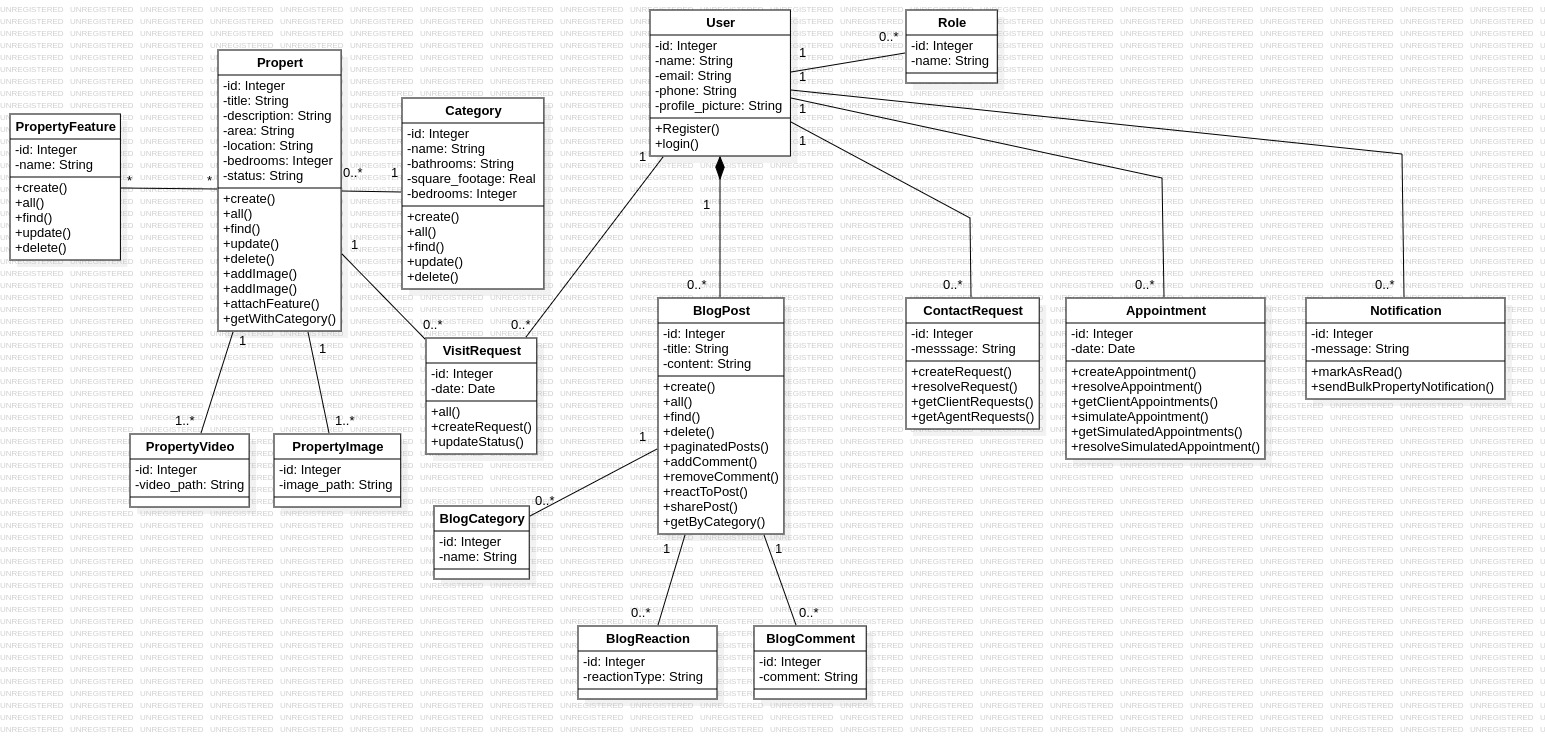 User
-id: Integer
-name: String
-email: String
-phone: String
-profile_picture: String
+Register()
+login()
Role
-id: Integer
-name: String
0..*
1
1
1
1
Propert
-id: Integer
-title: String
-description: String
-area: String
-location: String
-bedrooms: Integer
-status: String
+create()
+all()
+find()
+update()
+delete()
+addImage()
+addImage()
+attachFeature()
+getWithCategory()
PropertyFeature
-id: Integer
-name: String
+create()
+all()
+find()
+update()
+delete()
*
*
0..*
1
Category
-id: Integer
-name: String
-bathrooms: String
-square_footage: Real
-bedrooms: Integer
+create()
+all()
+find()
+update()
+delete()
1
1
1
0..*
0..*
VisitRequest
-id: Integer
-date: Date
+all()
+createRequest()
+updateStatus()
1
1
1..*
1..*
PropertyVideo
-id: Integer
-video_path: String
PropertyImage
-id: Integer
-image_path: String
0..*
BlogPost
-id: Integer
-title: String
-content: String
+create()
+all()
+find()
+delete()
+paginatedPosts()
+addComment()
+removeComment()
+reactToPost()
+sharePost()
+getByCategory()
0..*
ContactRequest
-id: Integer
-messsage: String
+createRequest()
+resolveRequest()
+getClientRequests()
+getAgentRequests()
0..*
Appointment
-id: Integer
-date: Date
+createAppointment()
+resolveAppointment()
+getClientAppointments()
+simulateAppointment()
+getSimulatedAppointments()
+resolveSimulatedAppointment()
0..*
Notification
-id: Integer
-message: String
+markAsRead()
+sendBulkPropertyNotification()
1
0..*
BlogCategory
-id: Integer
-name: String
1
1
0..*
0..*
BlogReaction
-id: Integer
-reactionType: String
BlogComment
-id: Integer
-comment: String
UNREGISTERED